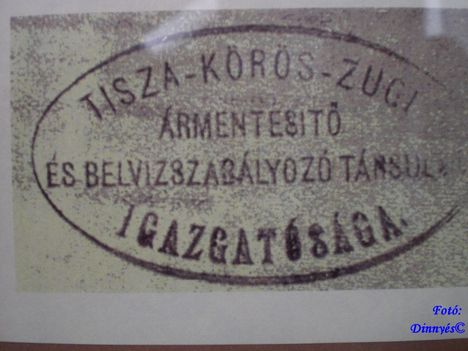 TISZA-KÖRÖS-ZUGI
ÁRMENTESITŐ
ÉS BELVIZSZABÁLYOZÓ TÁRSULAT
IGAZGATÓSÁGA.
Fotó:
Dinnyés©